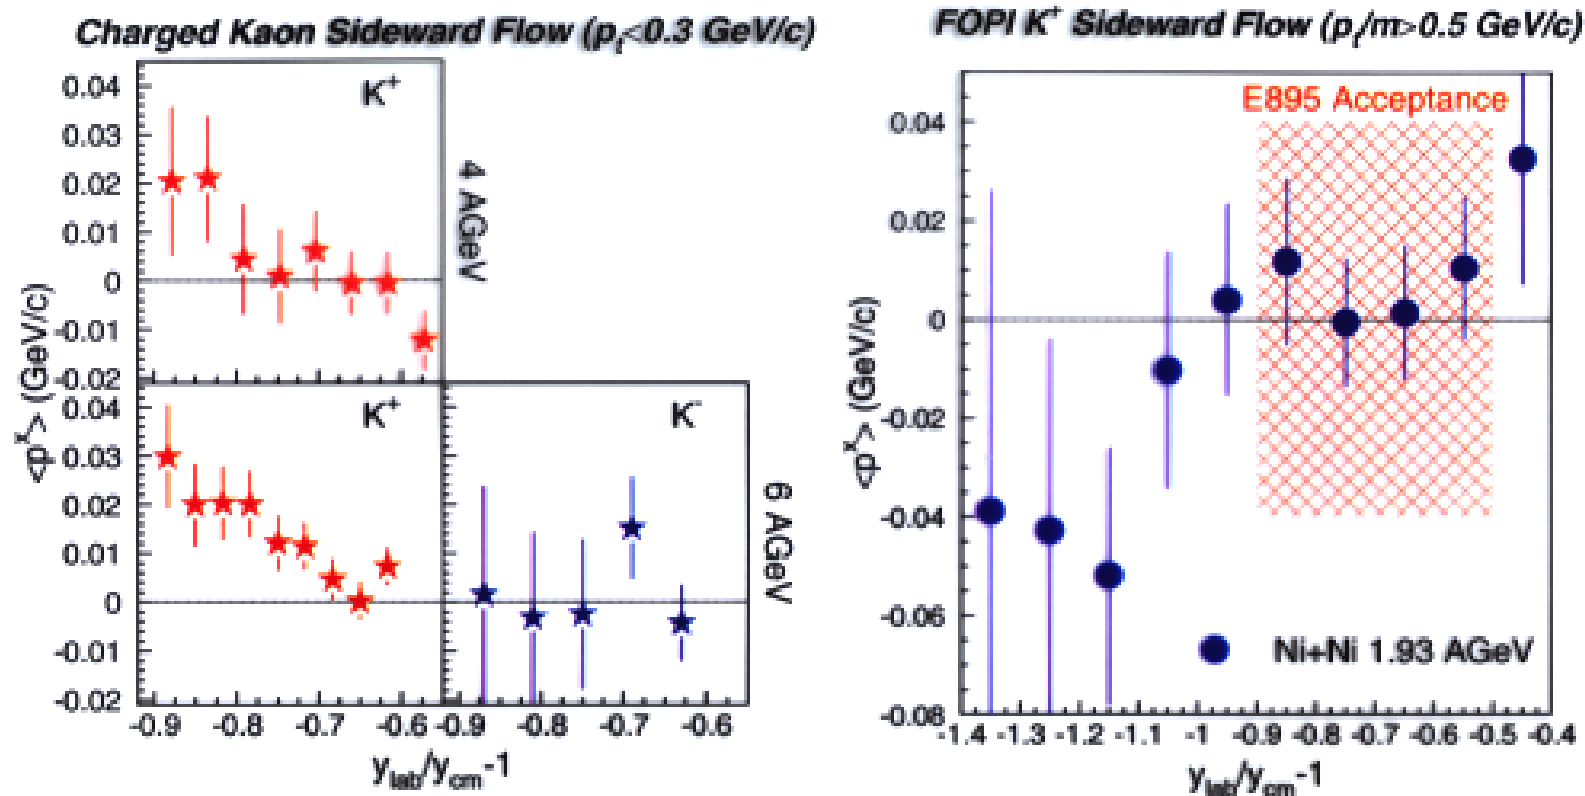 Charged Kaon Sideward Flow (pt<0.3 GeV/c)
K+
4 AGeV
0.04
0.03
0.02
0.01
0
-0.01
-0.02
<px> (GeV/c)
K+
K-
6 AGeV
0.04
0.03
0.02
0.01
0
-0.01
-0.02
-0.9 -0.8 -0.7 -0.9 -0.8 -0.7 -0.6
ylab/ycm-1
FOPI K+ Sideward Flow (pt/m>0.5 GeV/c)
E895 Acceptance
0.04
0.02
0
-0.02
-0.04
-0.06
-0.08
<px> (GeV/c)
Ni+Ni 1.93 AGeV
-1.4 -1.3 -1.2 -1.1 -1 -0.9 -0.8 -0.7 -0.6 -0.5 -0.4
ylab/ycm-1